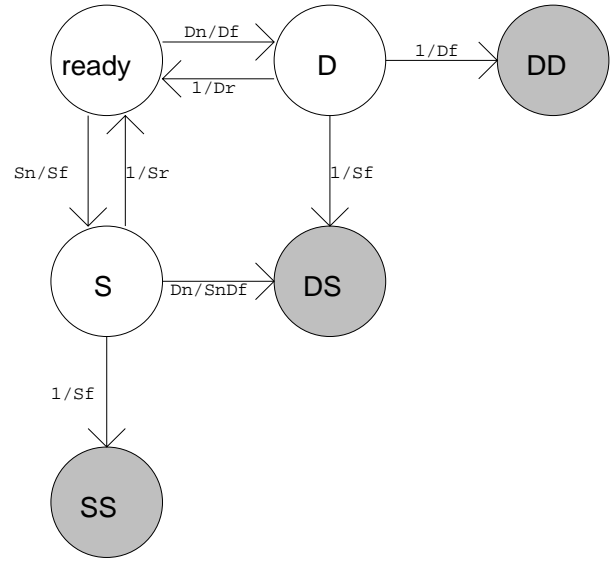 Dn/Df
1/Df
ready
D
DD
1/Dr
Sn/Sf
1/Sr
1/Sf
S
DS
Dn/SnDf
1/Sf
SS